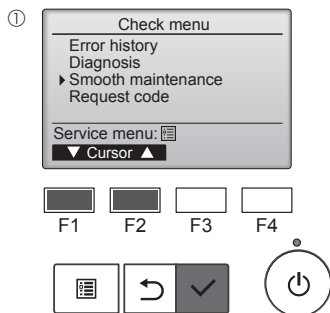 ①
Check menu
Error history
Diagnosis
Smooth maintenance
Request code
Service menu:
▼ Cursor ▲
F1 F2 F3 F4